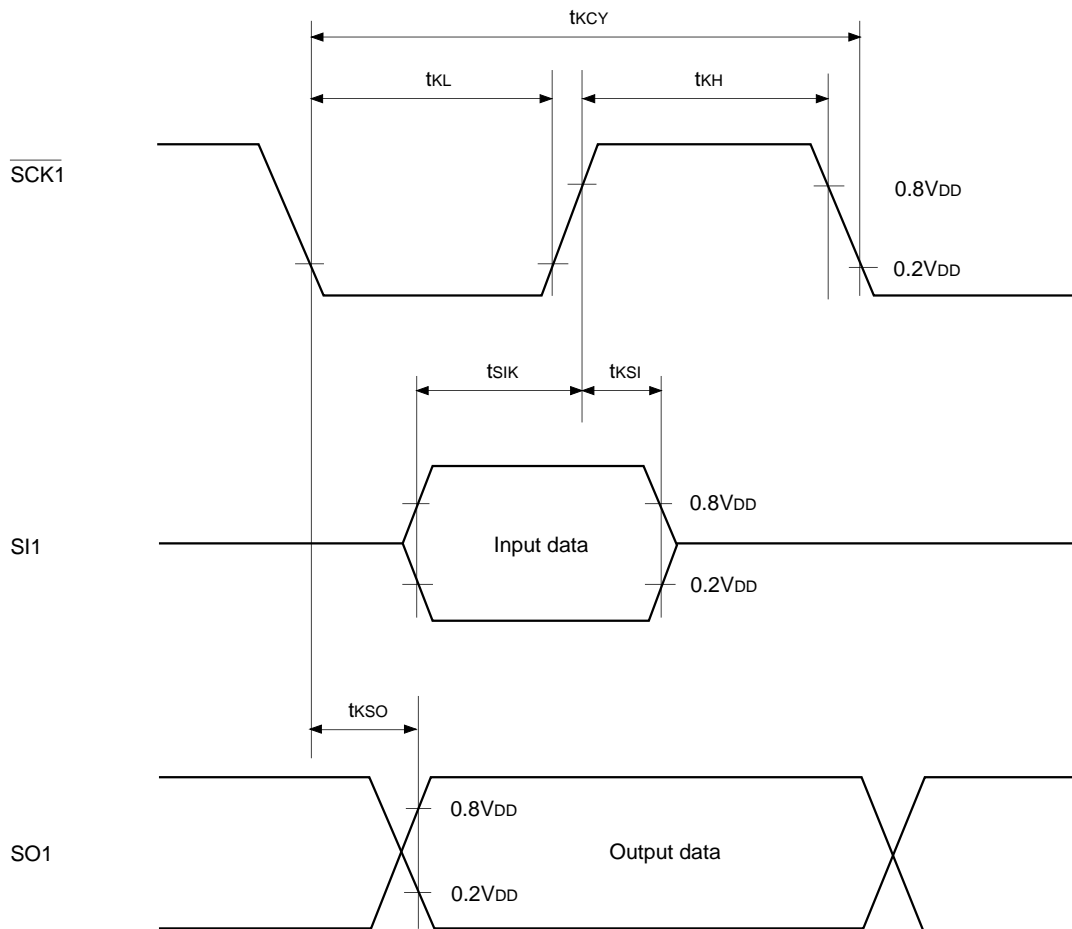 tKCY
tKL
tKH
SCK1
0.8VDD
0.2VDD
tSIK
tKSI
0.8VDD
SI1
Input data
0.2VDD
tKSO
0.8VDD
SO1
Output data
0.2VDD